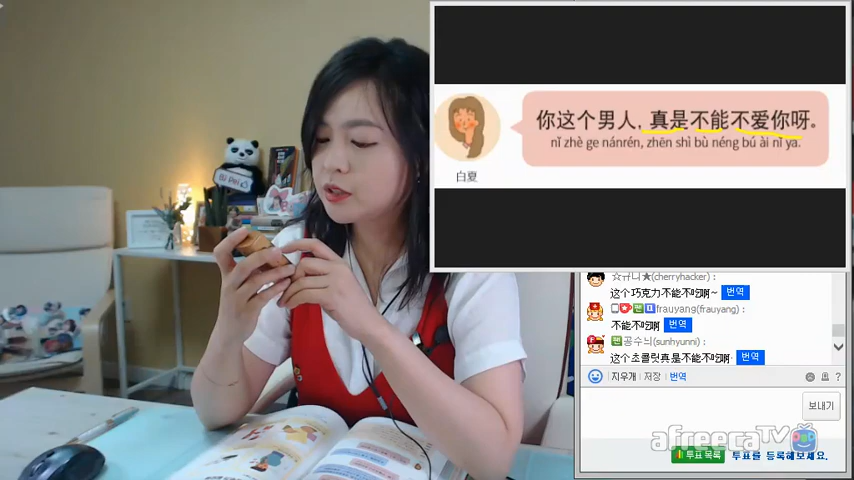 你这个男人, 真是不能不爱你呀。
nǐ zhè ge nánrén, zhēn shì bù néng bú ài nǐ ya.
白夏
☆규니★(cherryhacker) :
这个巧克力不能不吃啊~ 번역
frauyang(frauyang) :
不能不吃啊 번역
팬 공수늬(sunhyunni) :
这个초콜릿真是不能不吃啊 번역
지우개 저장 번역
보내기
afreecaTV
투표 목록 투표를 등록해보세요.